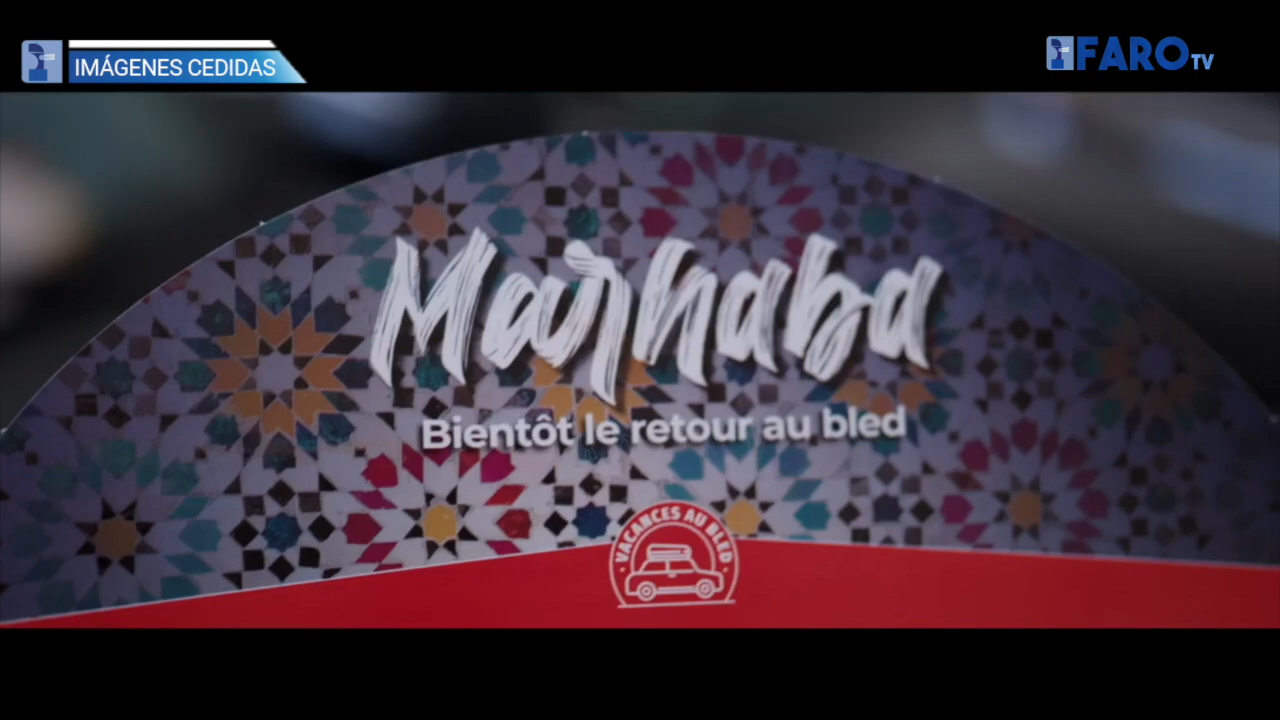 IMÁGENES CEDIDAS
FARO TV
Marhaba
Bientôt le retour au bled
VACANCES AU BLED